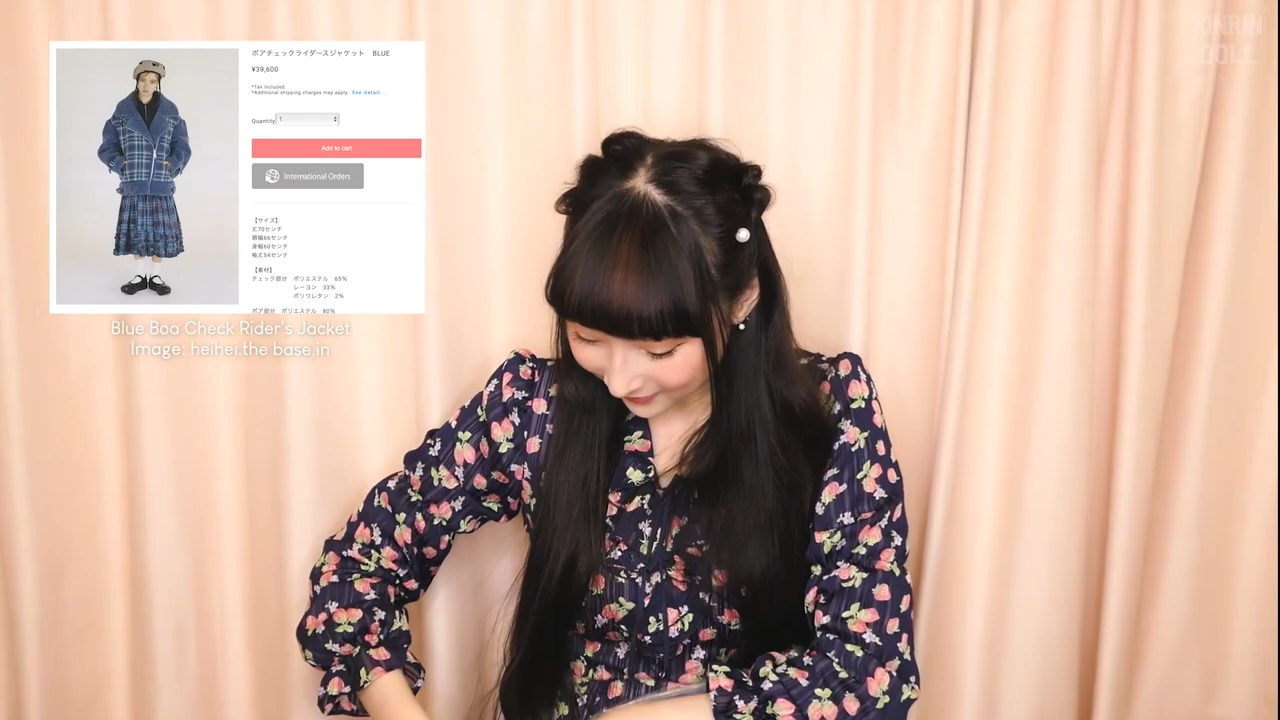 KINRIN
DOLL
ボアチェックライダースジャケット BLUE
¥39,600
*Tax included.
*Additional shipping charges may apply. See detail...
Quantity 1
Add to cart
International Orders
【サイズ】
丈70センチ
肩幅66センチ
身幅60センチ
袖丈54センチ
【素材】
チェック部分 ポリエステル 65%
レーヨン 33%
ポリウレタン 2%
ボア部分 ポリエステル 80%
Blue Boa Check Rider's Jacket
Image: heihei.the base.in